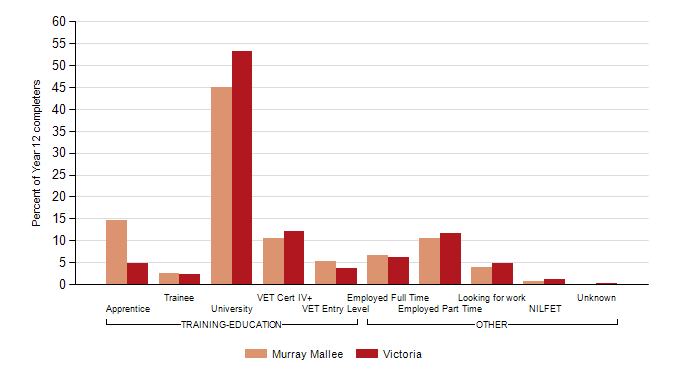 Percent of Year 12 completers
60
55
50
45
40
35
30
25
20
15
10
5
0
Apprentice
Trainee
University
VET Cert IV+
VET Entry Level
Employed Full Time
Employed Part Time
Looking for work
NILFET
Unknown
TRAINING-EDUCATION
OTHER
Murray Mallee
Victoria